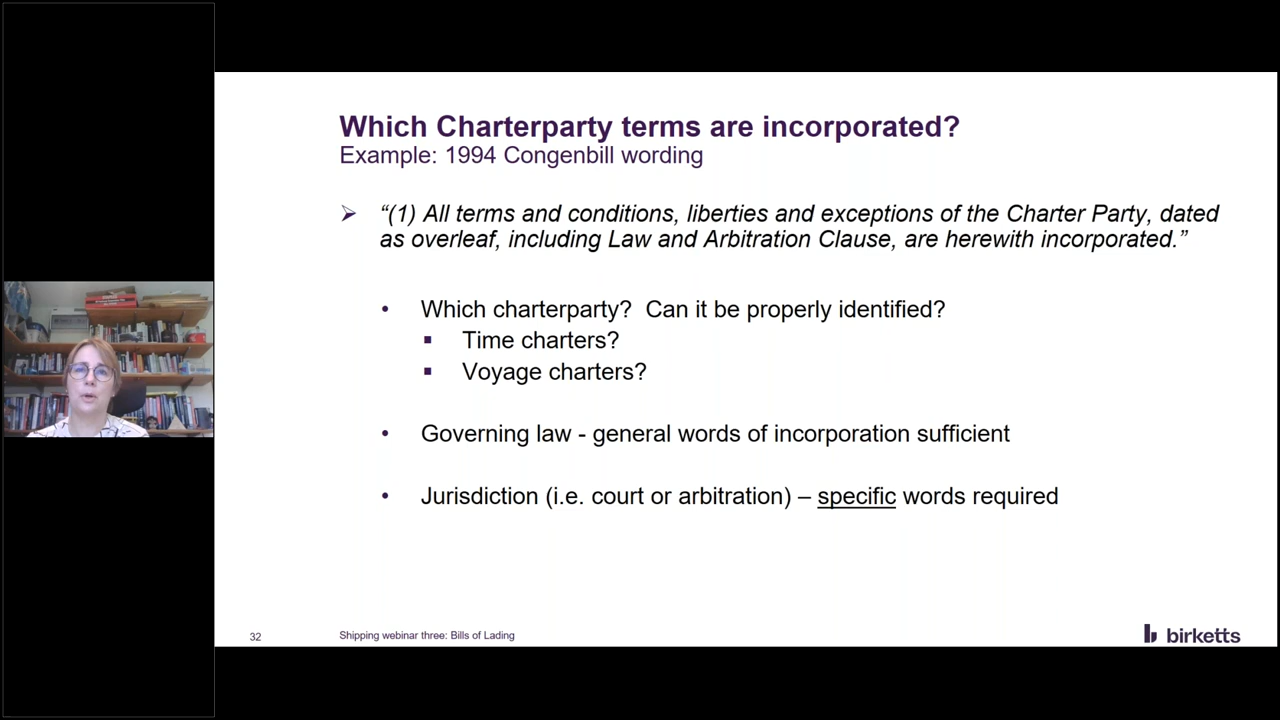 Which Charterparty terms are incorporated?
Example: 1994 Congenbill wording
“(1) All terms and conditions, liberties and exceptions of the Charter Party, dated
as overleaf, including Law and Arbitration Clause, are herewith incorporated.”
Which charterparty?  Can it be properly identified?
Time charters?
Voyage charters?
Governing law - general words of incorporation sufficient
Jurisdiction (i.e. court or arbitration) – specific words required
32
Shipping webinar three: Bills of Lading
birketts